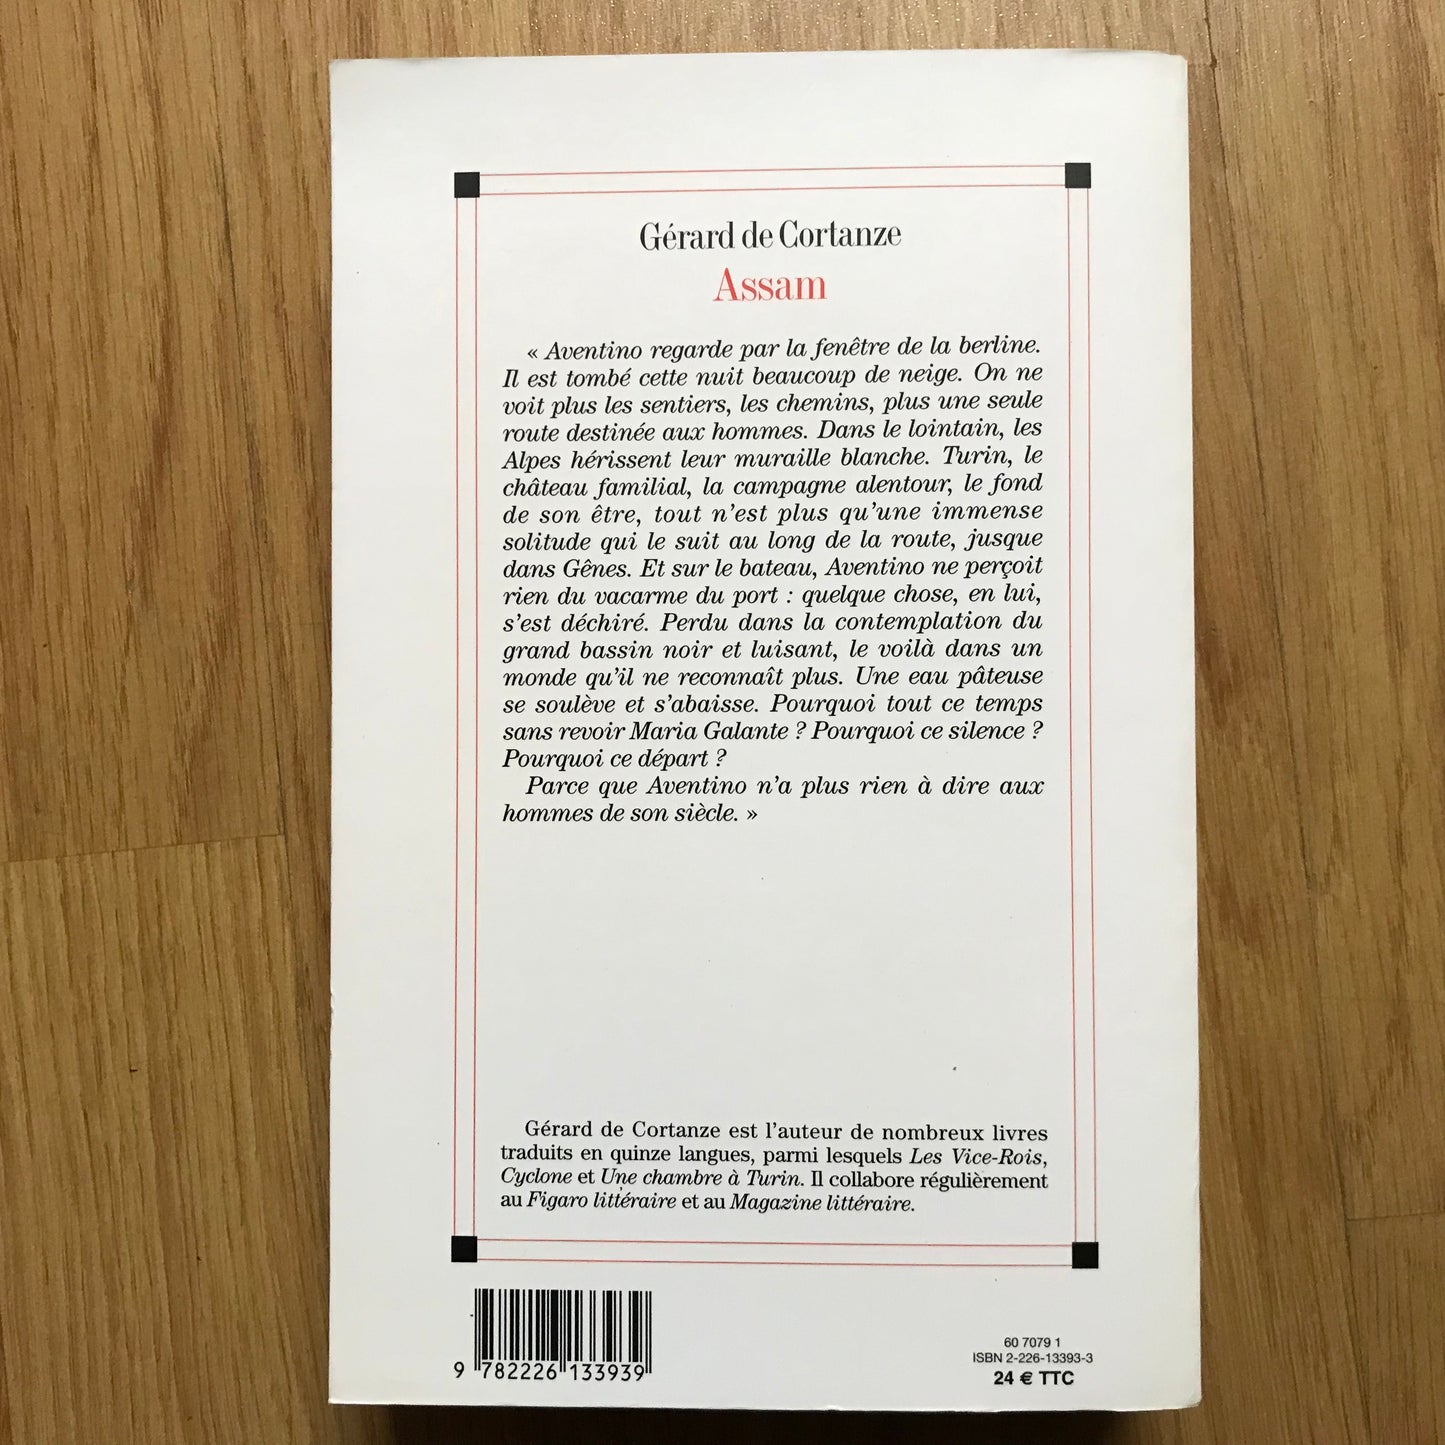 Gérard de Cortanze
Assam
« Aventino regarde par la fenêtre de la berline.
Il est tombé cette nuit beaucoup de neige. On ne
voit plus les sentiers, les chemins, plus une seule
route destinée aux hommes. Dans le lointain, les
Alpes hérissent leur muraille blanche. Turin, le
château familial, la campagne alentour, le fond
de son être, tout n'est plus qu'une immense
solitude qui le suit au long de la route, jusque
dans Gênes. Et sur le bateau, Aventino ne perçoit
rien du vacarme du port : quelque chose, en lui,
s'est déchiré. Perdu dans la contemplation du
grand bassin noir et luisant, le voilà dans un
monde qu'il ne reconnaît plus. Une eau pâteuse
se soulève et s'abaisse. Pourquoi tout ce temps
sans revoir Maria Galante ? Pourquoi ce silence ?
Pourquoi ce départ ?
Parce que Aventino n'a plus rien à dire aux
hommes de son siècle. »
Gérard de Cortanze est l'auteur de nombreux livres
traduits en quinze langues, parmi lesquels Les Vice-Rois,
Cyclone et Une chambre à Turin. Il collabore régulièrement
au Figaro littéraire et au Magazine littéraire.
9 782226 133939
60 7079 1
ISBN 2-226-13393-3
24 € TTC